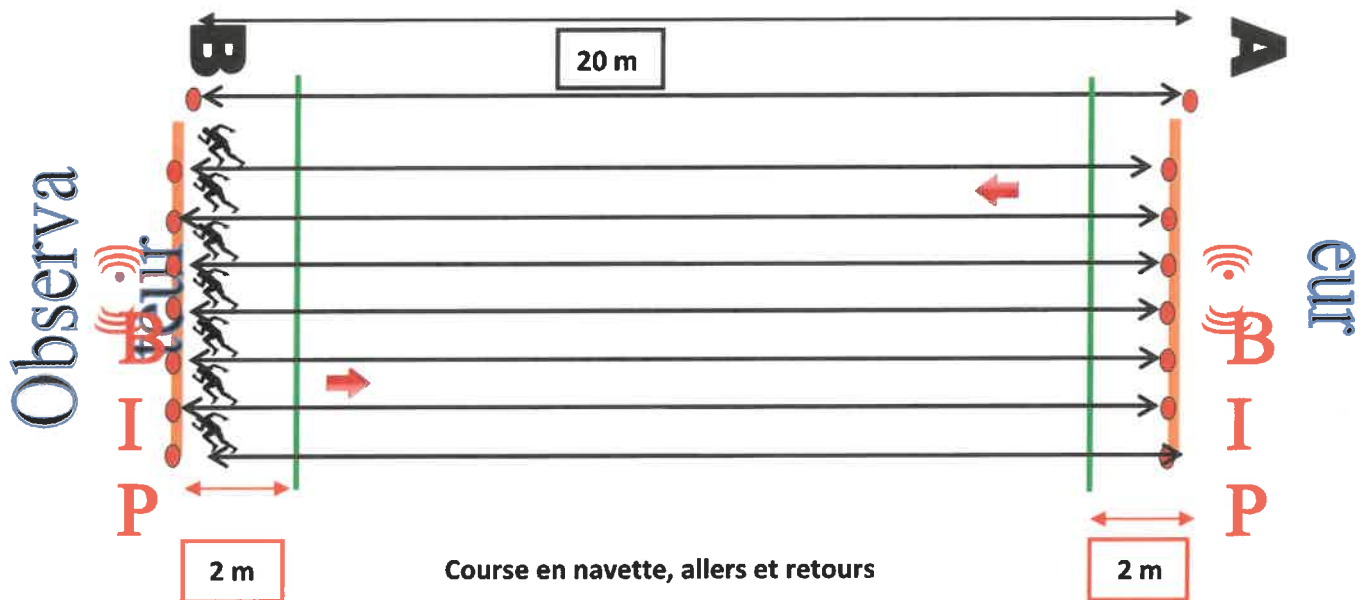 B
A
20 m
Observa
teur
eur
B
I
P
B
I
P
2 m
Course en navette, allers et retours
2 m